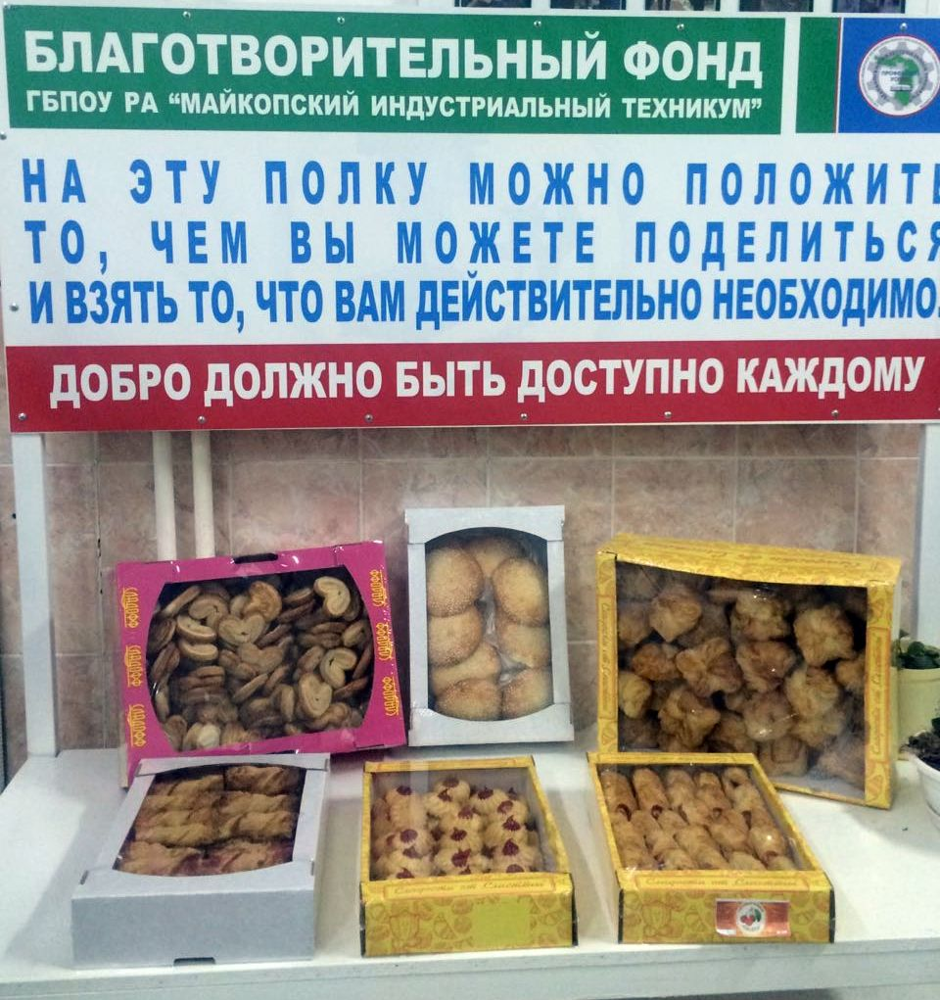 БЛАГОТВОРИТЕЛЬНЫЙ ФОНД
ГБПОУ РА "МАЙКОПСКИЙ ИНДУСТРИАЛЬНЫЙ ТЕХНИКУМ"
НА ЭТУ ПОЛКУ МОЖНО ПОЛОЖИТЬ
ТО, ЧЕМ ВЫ МОЖЕТЕ ПОДЕЛИТЬСЯ
И ВЗЯТЬ ТО, ЧТО ВАМ ДЕЙСТВИТЕЛЬНО НЕОБХОДИМО.
ДОБРО ДОЛЖНО БЫТЬ ДОСТУПНО КАЖДОМУ